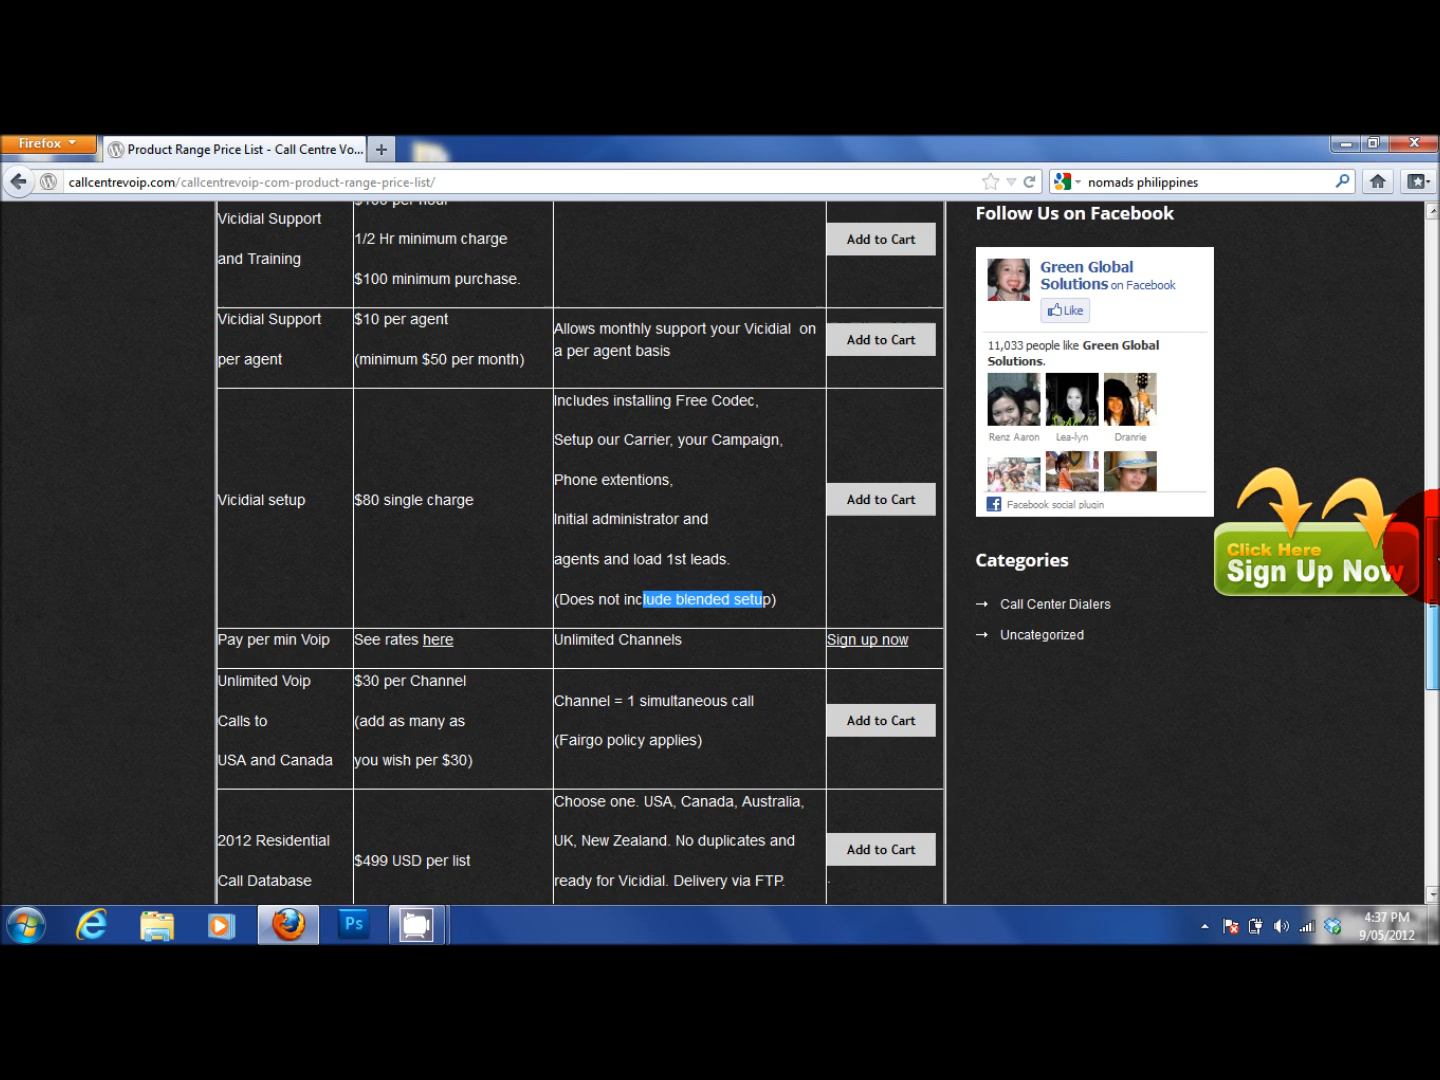 Firefox
Product Range Price List - Call Centre Vo...
callcentrevoip.com/callcentrevoip-com-product-range-price-list/
nomads philippines
$100 per hour
Vicidial Support
and Training
1/2 Hr minimum charge
$100 minimum purchase.
Add to Cart
Vicidial Support
per agent
$10 per agent
(minimum $50 per month)
Allows monthly support your Vicidial on
a per agent basis
Add to Cart
Vicidial setup
$80 single charge
Includes installing Free Codec,
Setup our Carrier, your Campaign,
Phone extentions,
Initial administrator and
agents and load 1st leads.
(Does not include blended setup)
Add to Cart
Pay per min Voip
See rates here
Unlimited Channels
Sign up now
Unlimited Voip
Calls to
USA and Canada
$30 per Channel
(add as many as
you wish per $30)
Channel = 1 simultaneous call
(Fairgo policy applies)
Add to Cart
2012 Residential
Call Database
$499 USD per list
Choose one. USA, Canada, Australia,
UK, New Zealand. No duplicates and
ready for Vicidial. Delivery via FTP.
Add to Cart
.
Follow Us on Facebook
Green Global
Solutions on Facebook
Like
11,033 people like Green Global
Solutions.
Renz Aaron
Lea-lyn
Dranrie
Facebook social plugin
Click Here
Sign Up Now
Categories
→ Call Center Dialers
→ Uncategorized
Ps
4:37 PM
9/05/2012